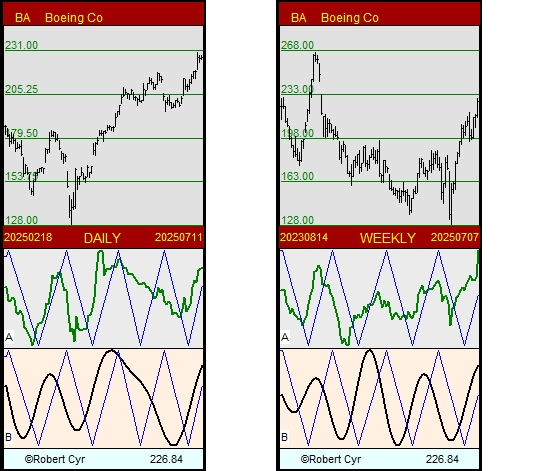 BA Boeing Co
231.00
205.25
179.50
153.75
128.00
20250218 DAILY 20250711
A
B
©Robert Cyr 226.84
BA Boeing Co
268.00
233.00
198.00
163.00
128.00
20230814 WEEKLY 20250707
A
B
©Robert Cyr 226.84